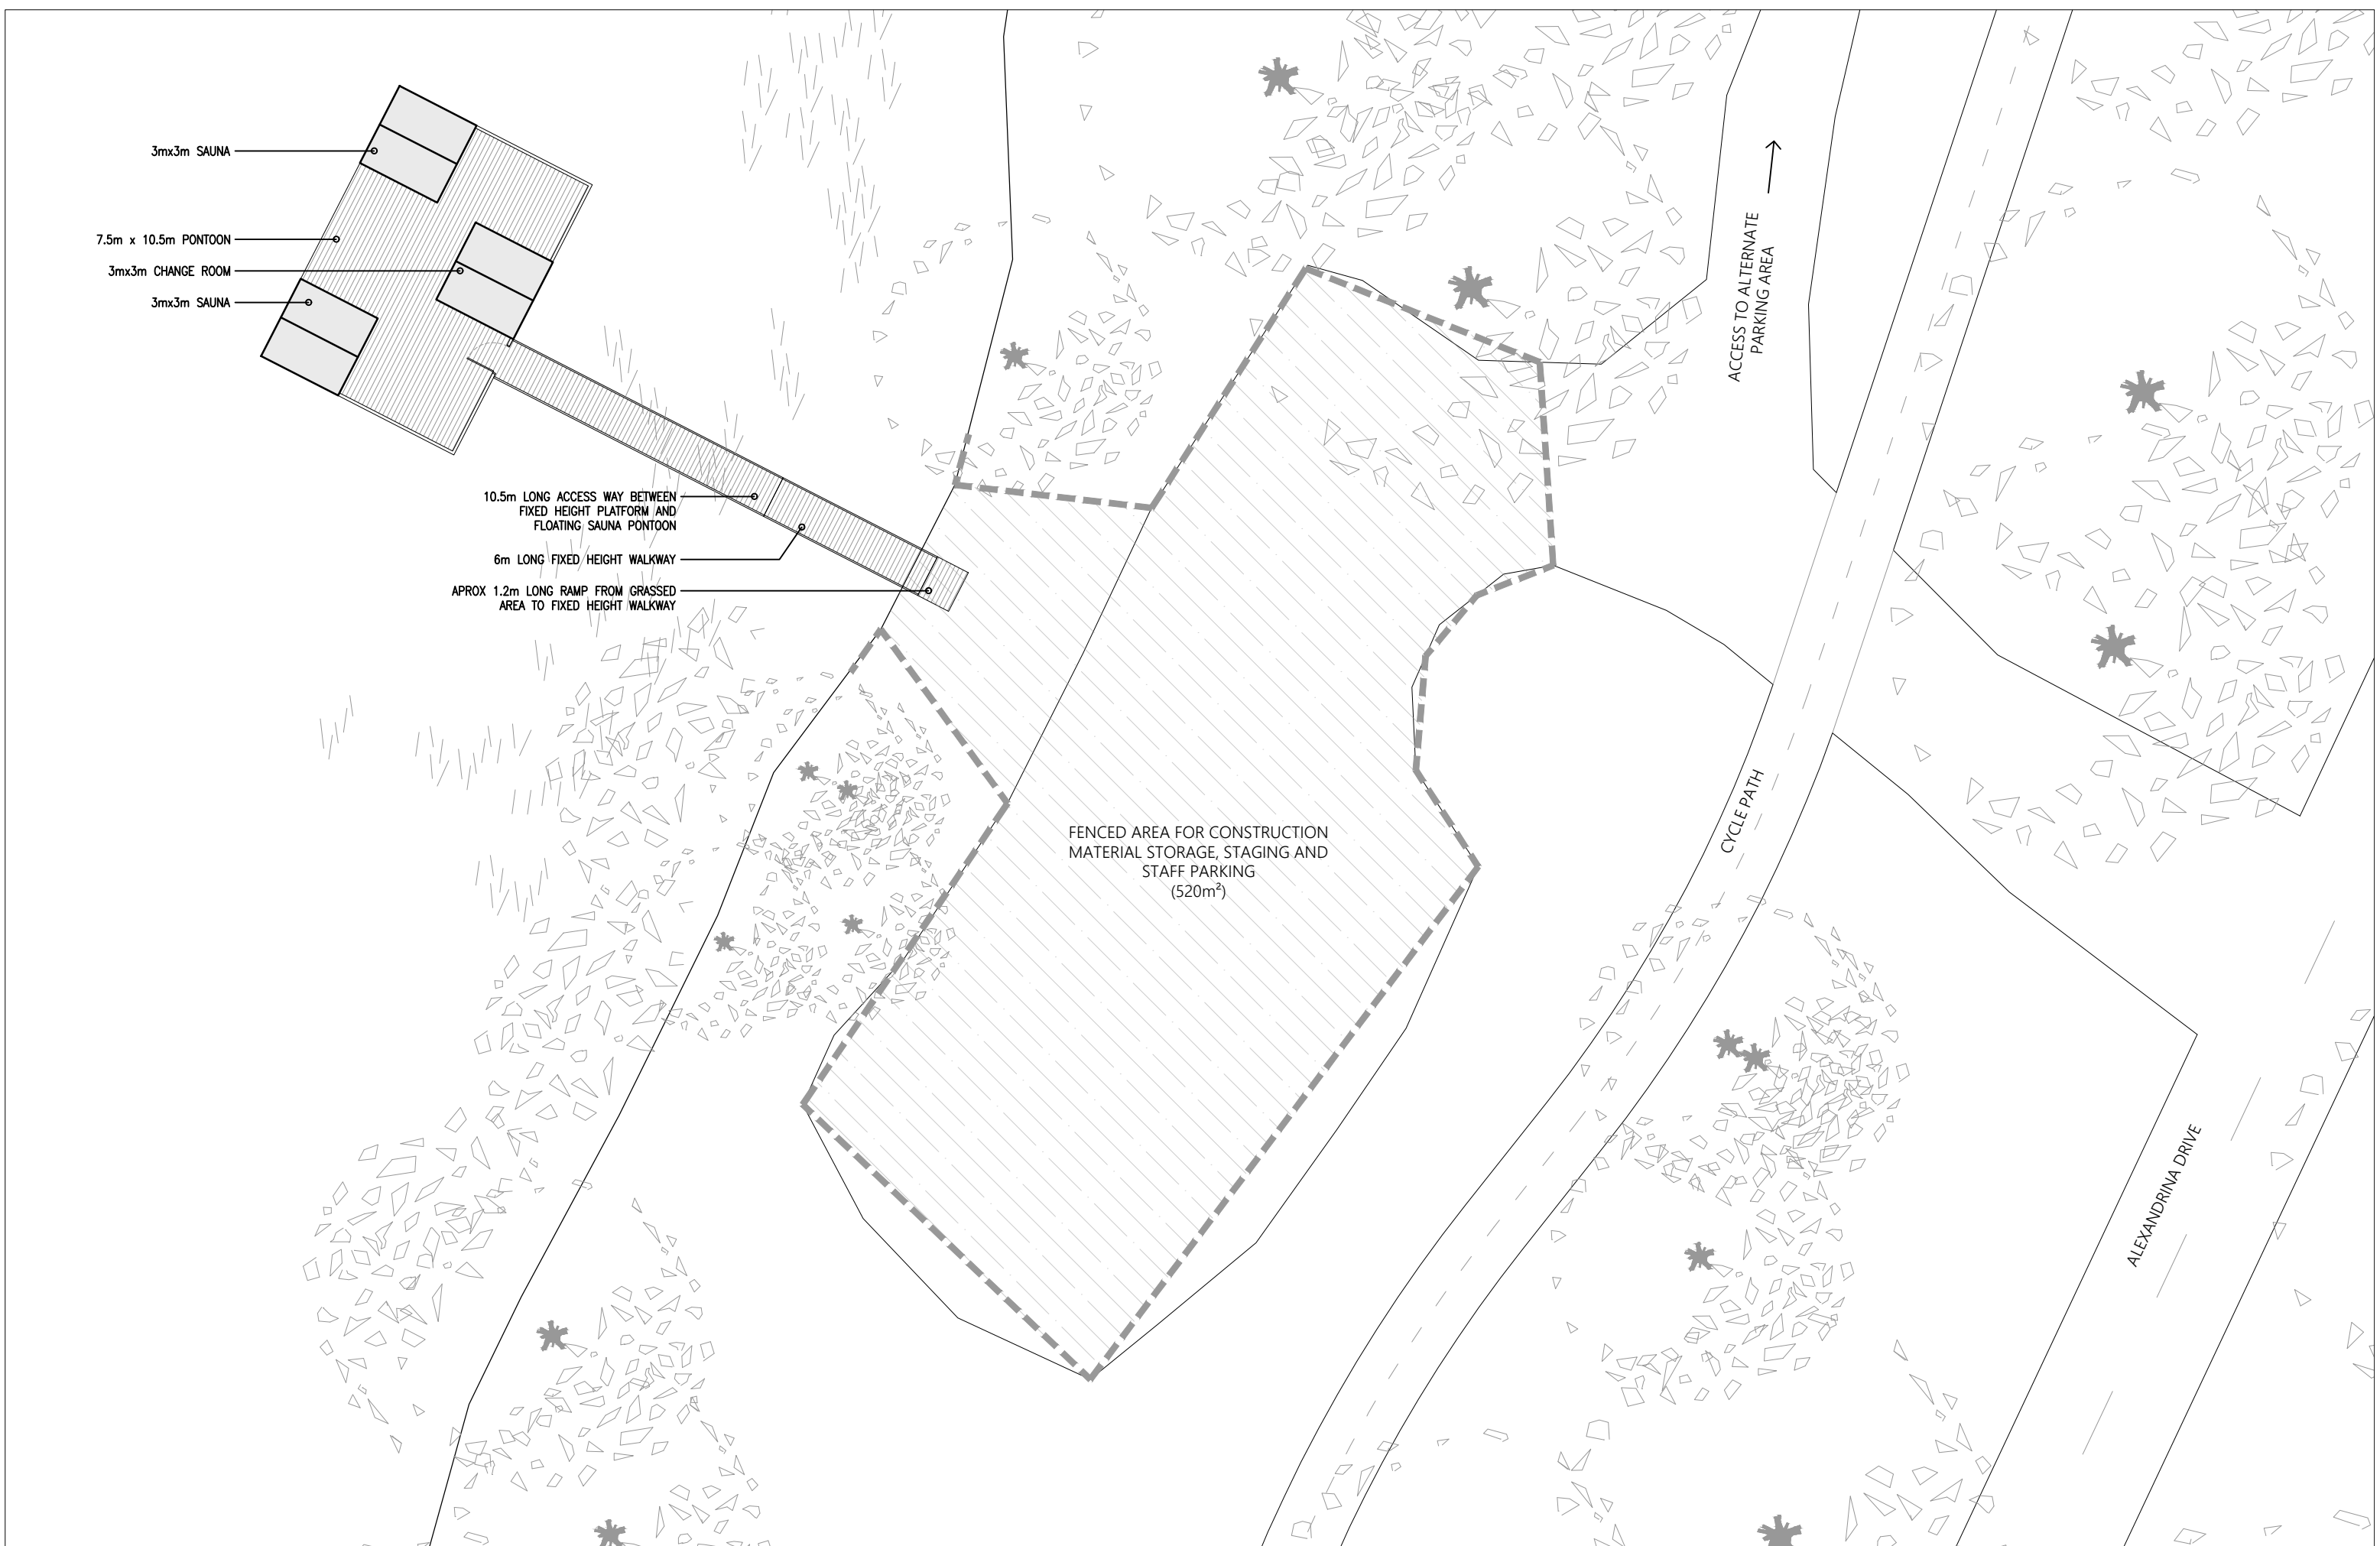 3mx3m SAUNA
7.5m x 10.5m PONTOON
3mx3m CHANGE ROOM
3mx3m SAUNA
10.5m LONG ACCESS WAY BETWEEN
FIXED HEIGHT PLATFORM AND
FLOATING SAUNA PONTOON
6m LONG FIXED HEIGHT WALKWAY
APROX 1.2m LONG RAMP FROM GRASSED
AREA TO FIXED HEIGHT WALKWAY
ACCESS TO ALTERNATE
PARKING AREA
FENCED AREA FOR CONSTRUCTION
MATERIAL STORAGE, STAGING AND
STAFF PARKING
(520m²)
CYCLE PATH
ALEXANDRINA DRIVE